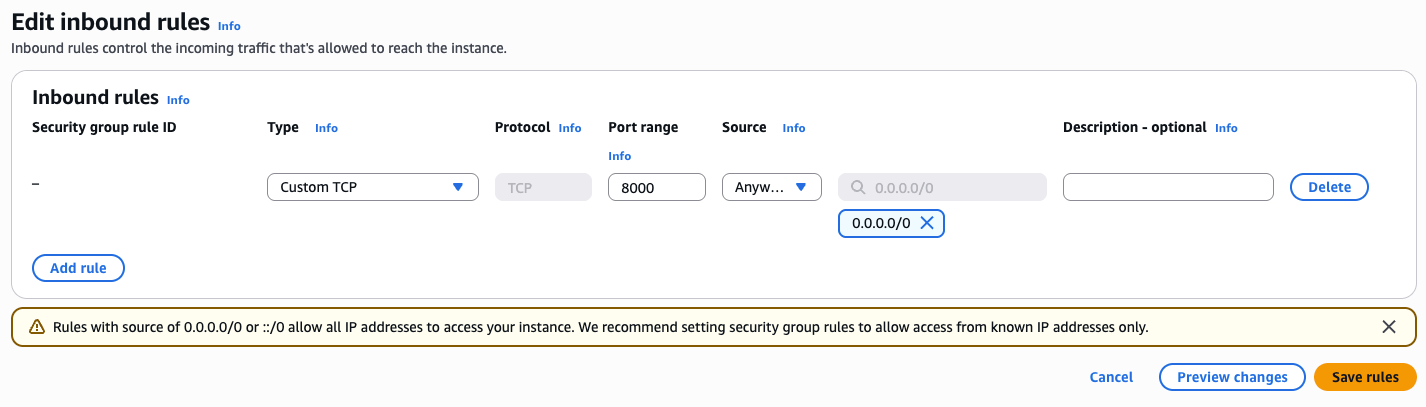 Edit inbound rules Info
Inbound rules control the incoming traffic that's allowed to reach the instance.
Inbound rules Info
Security group rule ID Type Info Protocol Info Port range Info Source Info Description - optional Info
– Custom TCP TCP 8000 Anyw... 0.0.0.0/0 Delete
0.0.0.0/0
Add rule
Rules with source of 0.0.0.0/0 or ::/0 allow all IP addresses to access your instance. We recommend setting security group rules to allow access from known IP addresses only.
Cancel Preview changes Save rules